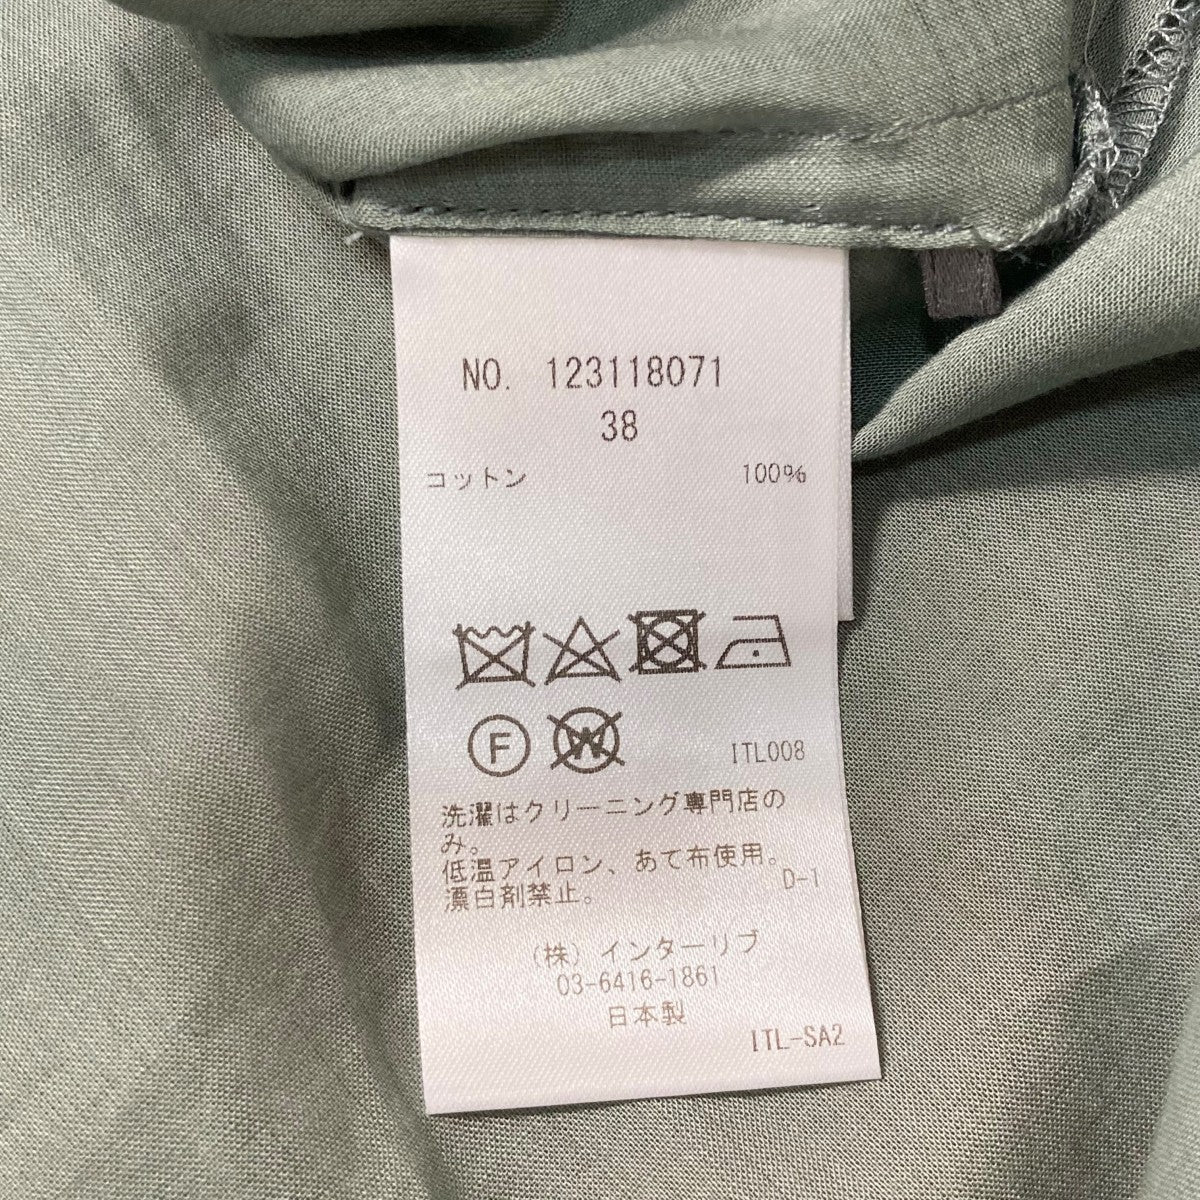 NO. 123118071
38
コットン 100%
F W ITL008
洗濯はクリーニング専門店の
み。
低温アイロン、あて布使用。
漂白剤禁止。 D-1
(株) インターリブ
03-6416-1861
日本製
ITL-SA2